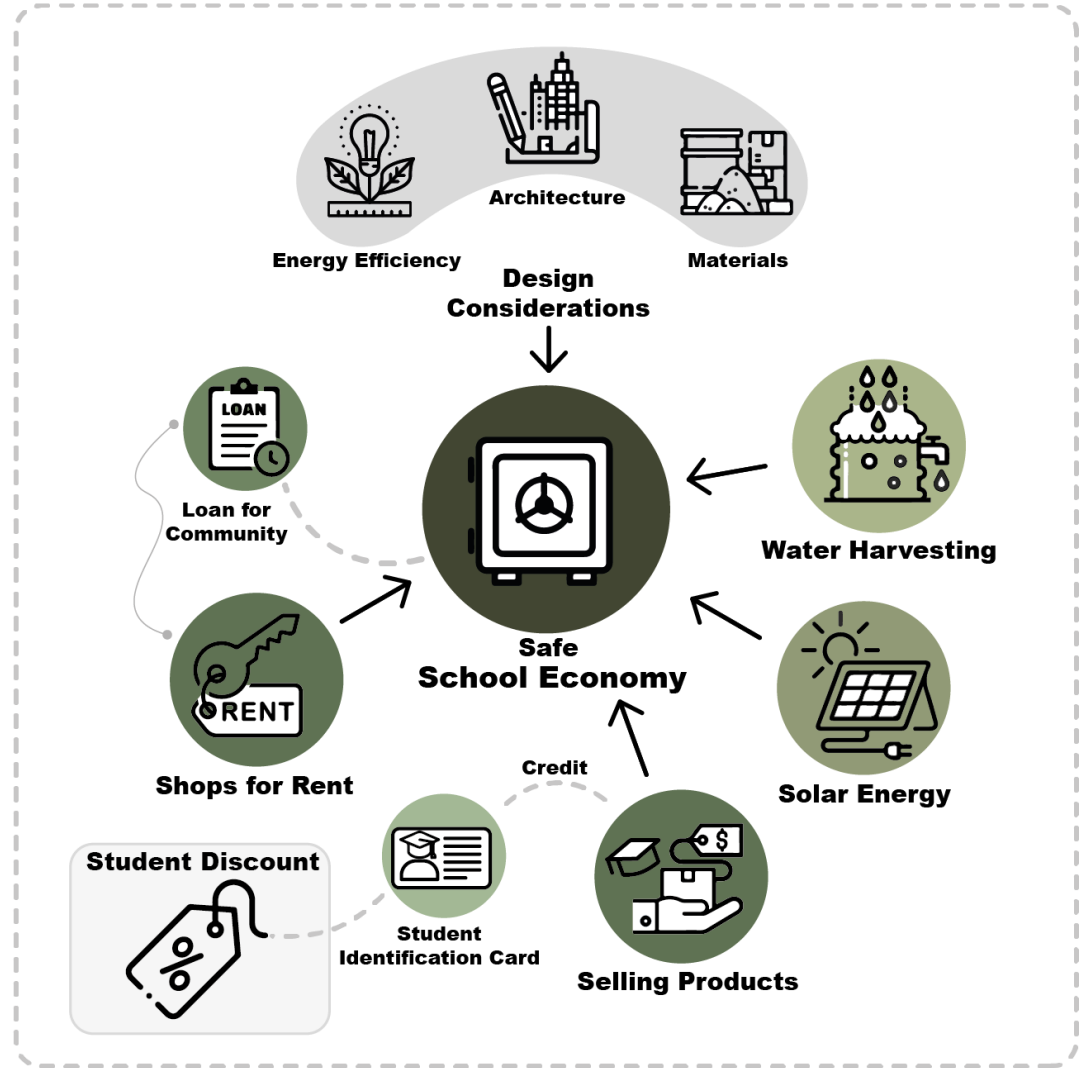 Architecture
Energy Efficiency
Materials
Design
Considerations
LOAN
Loan for
Community
Water Harvesting
Safe
School Economy
RENT
Shops for Rent
Solar Energy
Credit
$
Student Discount
%
Student
Identification Card
Selling Products